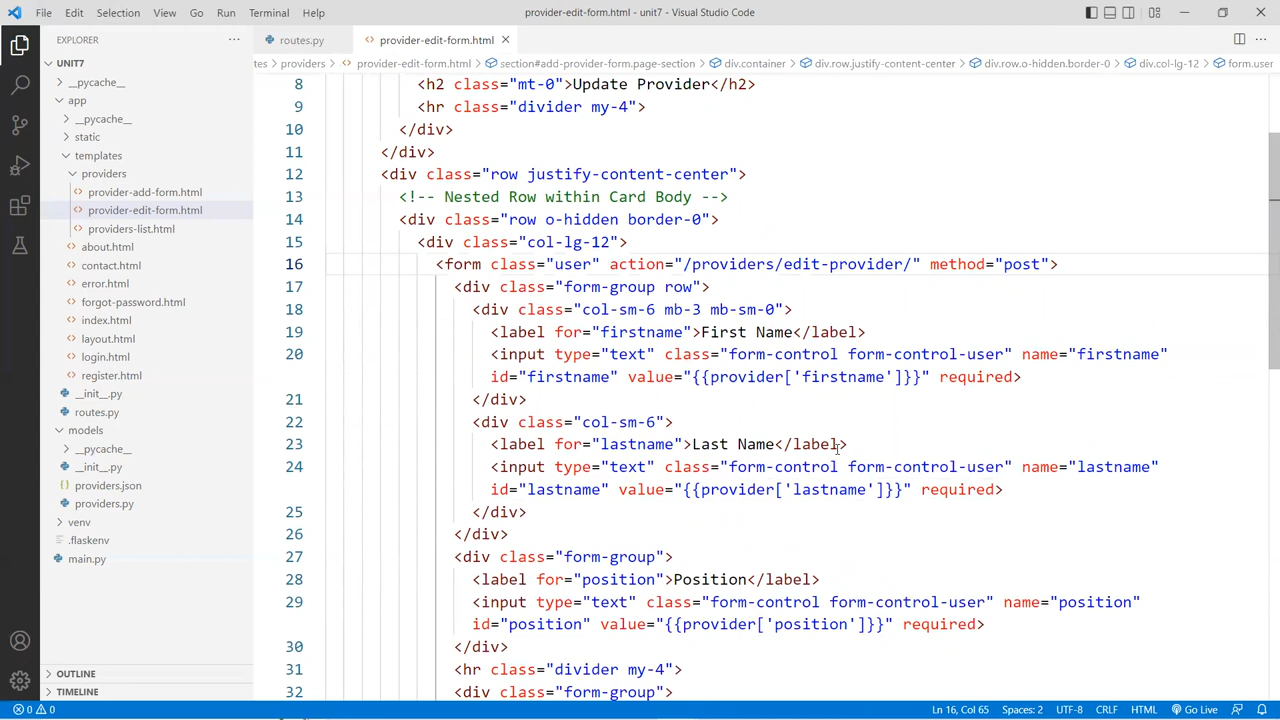 File Edit Selection View Go Run Terminal Help provider-edit-form.html - unit7 - Visual Studio Code
EXPLORER ···
routes.py provider-edit-form.html
UNIT7
tes > providers > provider-edit-form.html > section#add-provider-form.page-section > div.container > div.row.justify-content-center > div.row.o-hidden.border-0 > div.col-lg-12 > form.user
__pycache__
app
__pycache__
static
templates
providers
provider-add-form.html
provider-edit-form.html
providers-list.html
about.html
contact.html
error.html
forgot-password.html
index.html
layout.html
login.html
register.html
__init__.py
routes.py
models
__pycache__
__init__.py
providers.json
providers.py
venv
.flaskenv
main.py
OUTLINE
TIMELINE
8 <h2 class="mt-0">Update Provider</h2>
9 <hr class="divider my-4">
10 </div>
11 </div>
12 <div class="row justify-content-center">
13 <!-- Nested Row within Card Body -->
14 <div class="row o-hidden border-0">
15 <div class="col-lg-12">
16 <form class="user" action="/providers/edit-provider/" method="post">
17 <div class="form-group row">
18 <div class="col-sm-6 mb-3 mb-sm-0">
19 <label for="firstname">First Name</label>
20 <input type="text" class="form-control form-control-user" name="firstname"
id="firstname" value="{{provider['firstname']}}" required>
21 </div>
22 <div class="col-sm-6">
23 <label for="lastname">Last Name</label>
24 <input type="text" class="form-control form-control-user" name="lastname"
id="lastname" value="{{provider['lastname']}}" required>
25 </div>
26 </div>
27 <div class="form-group">
28 <label for="position">Position</label>
29 <input type="text" class="form-control form-control-user" name="position"
id="position" value="{{provider['position']}}" required>
30 </div>
31 <hr class="divider my-4">
32 <div class="form-group">
0 0 Ln 16, Col 65 Spaces: 2 UTF-8 CRLF HTML Go Live